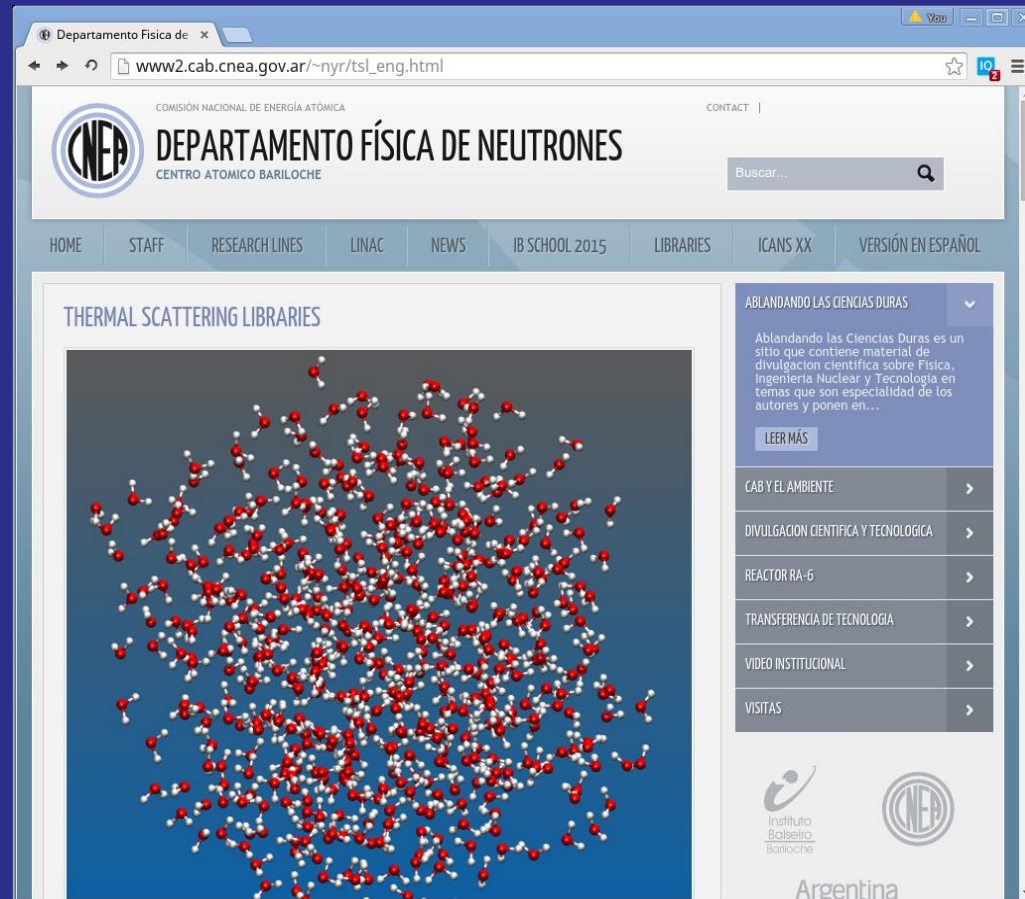 You
Departamento Fisica de
www2.cab.cnea.gov.ar/~nyr/tsl_eng.html
IQ
2
COMISIÓN NACIONAL DE ENERGÍA ATÓMICA
CONTACT |
CNEA
DEPARTAMENTO FÍSICA DE NEUTRONES
CENTRO ATOMICO BARILOCHE
Buscar...
HOME STAFF RESEARCH LINES LINAC NEWS IB SCHOOL 2015 LIBRARIES ICANS XX VERSIÓN EN ESPAÑOL
THERMAL SCATTERING LIBRARIES
ABLANDANDO LAS CIENCIAS DURAS
Ablandando las Ciencias Duras es un
sitio que contiene material de
divulgacion cientifica sobre Fisica,
Ingenieria Nuclear y Tecnologia en
temas que son especialidad de los
autores y ponen en...
LEER MÁS
CAB Y EL AMBIENTE
DIVULGACION CIENTIFICA Y TECNOLOGICA
REACTOR RA-6
TRANSFERENCIA DE TECNOLOGIA
VIDEO INSTITUCIONAL
VISITAS
Instituto
Balseiro
Bariloche
CNEA
Argentina